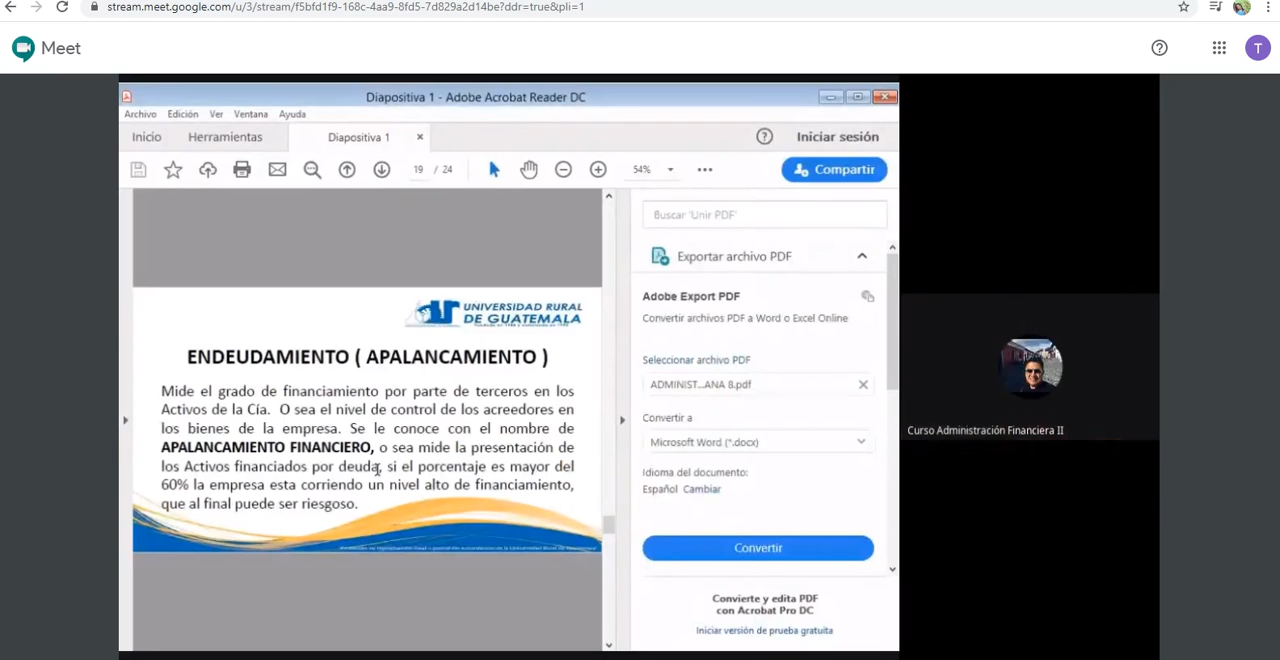 stream.meet.google.com/u/3/stream/f5bfd1f9-168c-4aa9-8fd5-7d829a2d14be?ddr=true&pli=1
Meet
T
Diapositiva 1 - Adobe Acrobat Reader DC
Archivo Edición Ver Ventana Ayuda
Inicio Herramientas Diapositiva 1 Iniciar sesión
19 / 24 54% Compartir
Buscar 'Unir PDF'
Exportar archivo PDF
Adobe Export PDF
Convertir archivos PDF a Word o Excel Online
Seleccionar archivo PDF
ADMINIST...ANA 8.pdf
Convertir a
Microsoft Word (*.docx)
Idioma del documento:
Español Cambiar
Convertir
Convierte y edita PDF
con Acrobat Pro DC
Iniciar versión de prueba gratuita
UNIVERSIDAD RURAL
DE GUATEMALA
ENDEUDAMIENTO ( APALANCAMIENTO )
Mide el grado de financiamiento por parte de terceros en los
Activos de la Cía. O sea el nivel de control de los acreedores en
los bienes de la empresa. Se le conoce con el nombre de
APALANCAMIENTO FINANCIERO, o sea mide la presentación de
los Activos financiados por deuda, si el porcentaje es mayor del
60% la empresa esta corriendo un nivel alto de financiamiento,
que al final puede ser riesgoso.
Curso Administración Financiera II